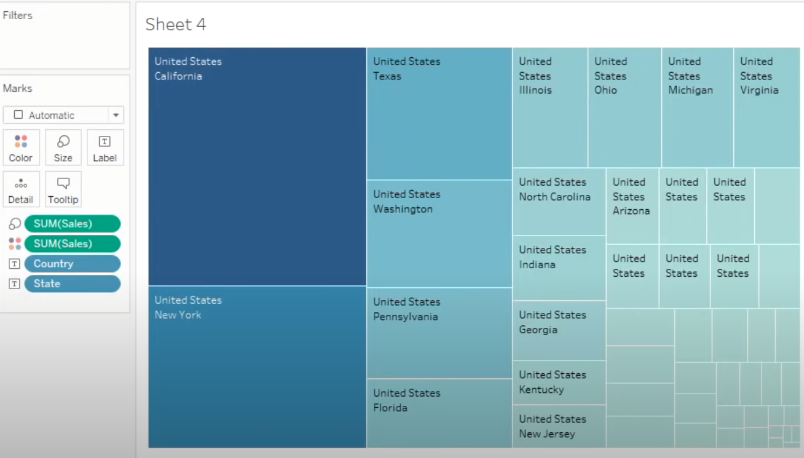 Filters
Marks
Automatic
Color
Size
Label
Detail
Tooltip
SUM(Sales)
SUM(Sales)
Country
State
Sheet 4
United States
California
United States
New York
United States
Texas
United States
Washington
United States
Pennsylvania
United States
Florida
United
States
Illinois
United
States
Ohio
United
States
Michigan
United
States
Virginia
United States
North Carolina
United
States
Arizona
United
States
United
States
United States
Indiana
United
States
United
States
United
States
United States
Georgia
United States
Kentucky
United States
New Jersey